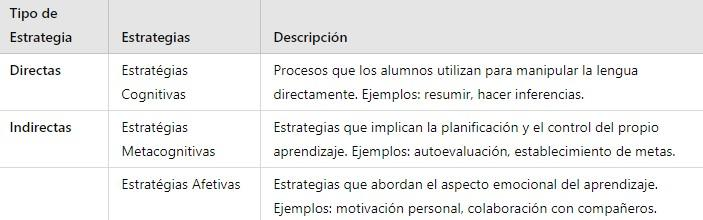 Tipo de
Estrategia Estrategias Descripción
Directas Estratégias Procesos que los alumnos utilizan para manipular la lengua
Cognitivas directamente. Ejemplos: resumir, hacer inferencias.
Indirectas Estratégias Estrategias que implican la planificación y el control del propio
Metacognitivas aprendizaje. Ejemplos: autoevaluación, establecimiento de metas.
Estratégias Afetivas Estrategias que abordan el aspecto emocional del aprendizaje.
Ejemplos: motivación personal, colaboración con compañeros.